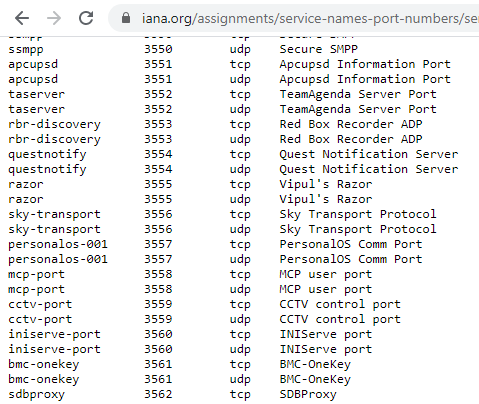 iana.org/assignments/service-names-port-numbers/se
ssmpp 3550 udp Secure SMPP
apcupsd 3551 tcp Apcupsd Information Port
apcupsd 3551 udp Apcupsd Information Port
taserver 3552 tcp TeamAgenda Server Port
taserver 3552 udp TeamAgenda Server Port
rbr-discovery 3553 tcp Red Box Recorder ADP
rbr-discovery 3553 udp Red Box Recorder ADP
questnotify 3554 tcp Quest Notification Server
questnotify 3554 udp Quest Notification Server
razor 3555 tcp Vipul's Razor
razor 3555 udp Vipul's Razor
sky-transport 3556 tcp Sky Transport Protocol
sky-transport 3556 udp Sky Transport Protocol
personalos-001 3557 tcp PersonalOS Comm Port
personalos-001 3557 udp PersonalOS Comm Port
mcp-port 3558 tcp MCP user port
mcp-port 3558 udp MCP user port
cctv-port 3559 tcp CCTV control port
cctv-port 3559 udp CCTV control port
iniserve-port 3560 tcp INIServe port
iniserve-port 3560 udp INIServe port
bmc-onekey 3561 tcp BMC-OneKey
bmc-onekey 3561 udp BMC-OneKey
sdbproxy 3562 tcp SDBProxy